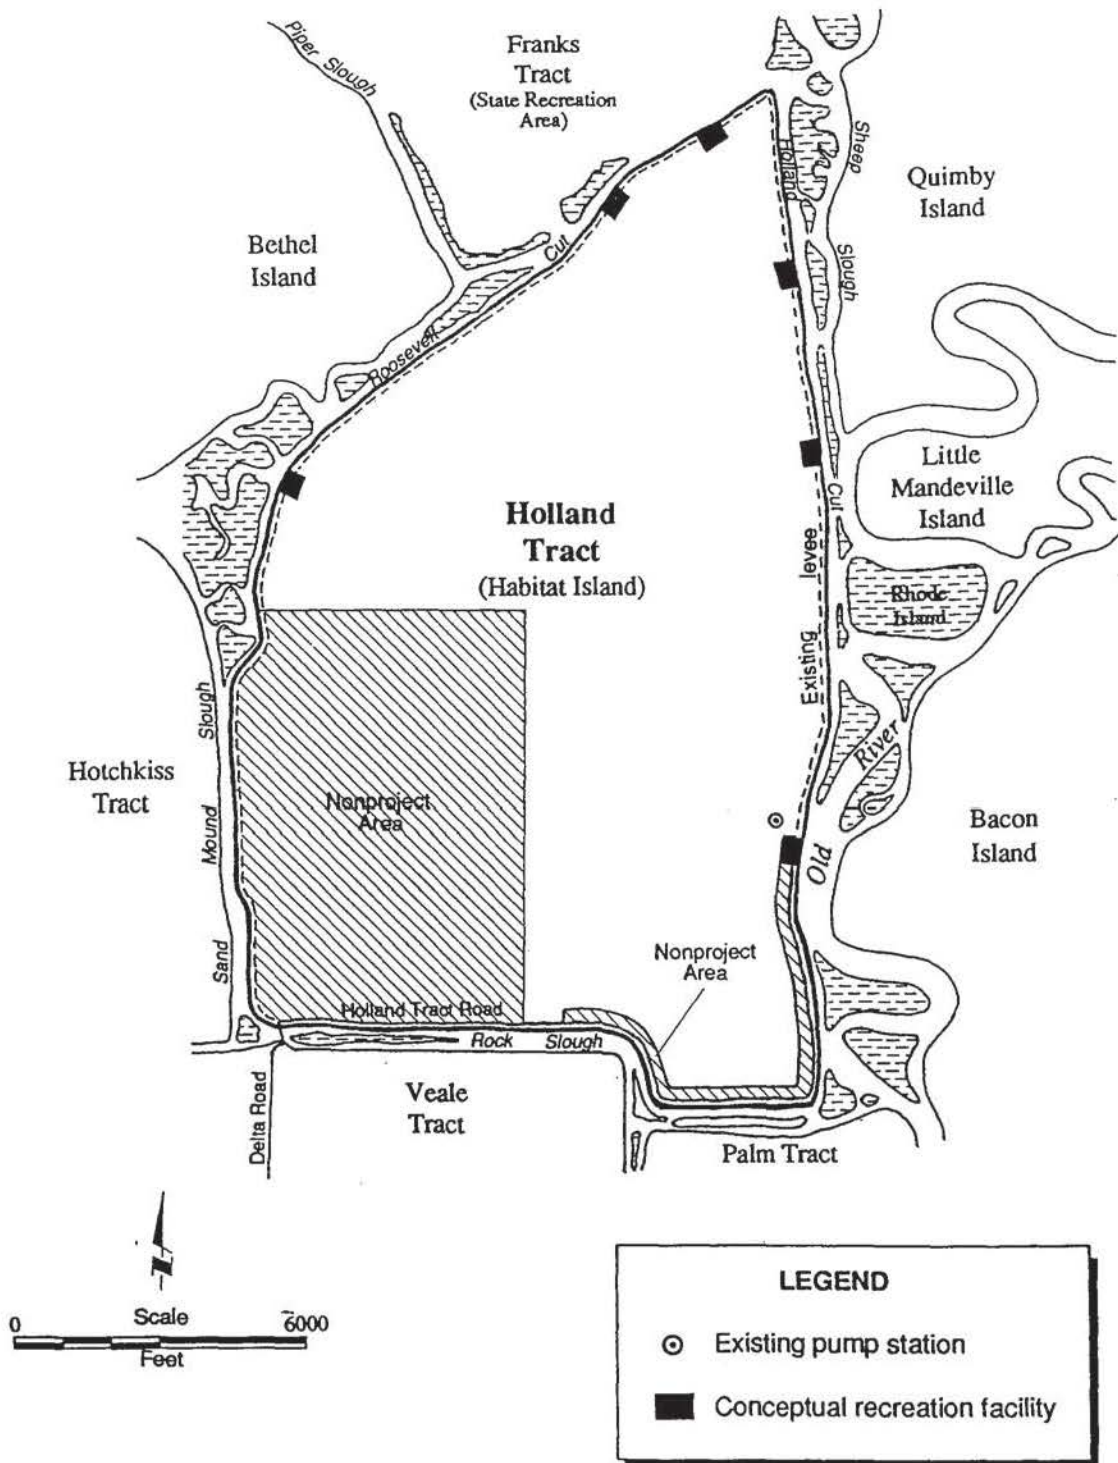 Piper Slough
Franks
Tract
(State Recreation
Area)
Holland
Sheep
Quimby
Island
Bethel
Island
Cut
Slough
Roosevelt
Little
Mandeville
Island
Cut
Holland
Tract
(Habitat Island)
levee
Rhode
Island
Existing
Slough
River
Hotchkiss
Tract
Nonproject
Area
Mound
Old
Bacon
Island
Nonproject
Area
Sand
Holland Tract Road
Rock Slough
Veale
Tract
Delta Road
Palm Tract
0 Scale 6000
Feet
N
LEGEND
Existing pump station
Conceptual recreation facility